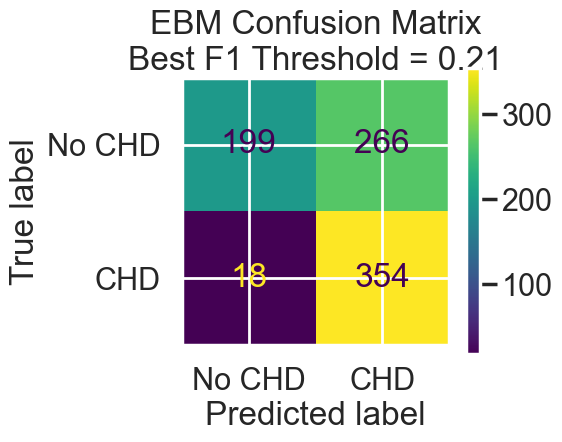 EBM Confusion Matrix
Best F1 Threshold = 0.21
True label
No CHD
199
266
CHD
18
354
No CHD
CHD
Predicted label
300
200
100